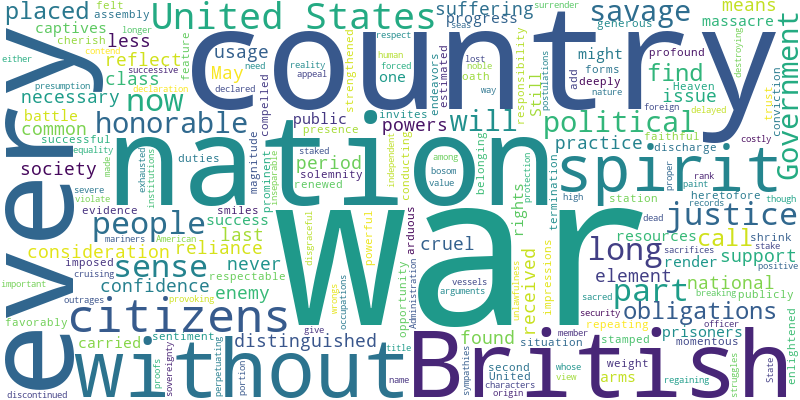 country
War
nation
every
British
spirit
without
United States
citizens
people
sense
long
part
justice
political
honorable
savage
Government
obligations
now
placed
will
call
find
suffering
progress
generous
assembly
longer
felt
cherish
captives
less
reflect
usage
May
class
necessary
battle
common
successful
society
duties
equality
institutions
exhausted
made
severe
violate
evidence
smiles
success
last
consideration
reliance
imposed
mariners
American
cruising
never
respectable
confidence
enemy
outrages
provoking
important
favorably
carried
sentiment
distinguished
discontinued
proofs
sovereignty
perpetuating
portion
title
name
give
wrongs
occupations
disgraceful
public
presence
powers
period
solemnity
renewed
magnitude
prominent
inseparable
compelled
feature
successive
presumption
declaration
contend
forms
might
one
oath
endeavors
estimated
strengthened
responsibility
Still
invites
staked
bosom
value
conducting
independent
among
protection
belonging
rights
termination
high
station
rank
proper
practice
discharge
faithful
issue
means
massacre
profound
deeply
add
conviction
trust
delayed
costly
destroying
enlightened
human
appeal
reality
declared
respect
seas
lost
forced
need
noble
way
nature
postulations
surrender
either
Heaven
foreign
heretofore
records
paint
though
dead
sacrifices
shrink
stake
positive
resources
render
support
element
national
publicly
security
sacred
breaking
prisoners
officer
momentous
struggles
State
regaining
weight
arms
member
repeating
stamped
situation
whose
view
second
United
characters
origin
sympathies
found
received
impressions
unlawfulness
cruel
arduous
powerful
opportunity
Administration
vessels
arguments